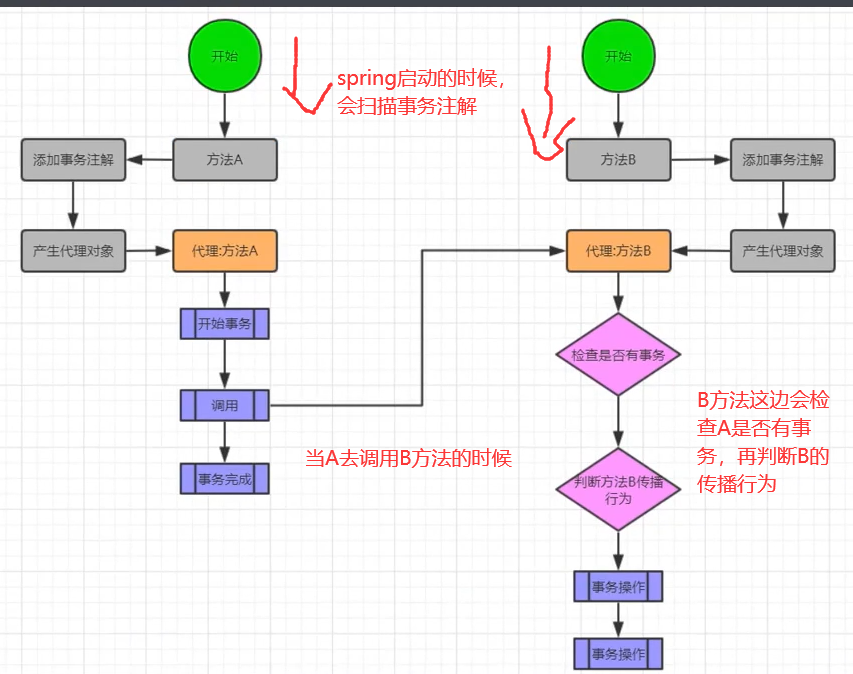 开始
开始
spring启动的时候，
会扫描事务注解
添加事务注解
方法A
方法B
添加事务注解
产生代理对象
代理:方法A
代理:方法B
产生代理对象
开始事务
检查是否有事务
调用
B方法这边会检
查A是否有事
务，再判断B的
传播行为
当A去调用B方法的时候
事务完成
判断方法B传播
行为
事务操作
事务操作